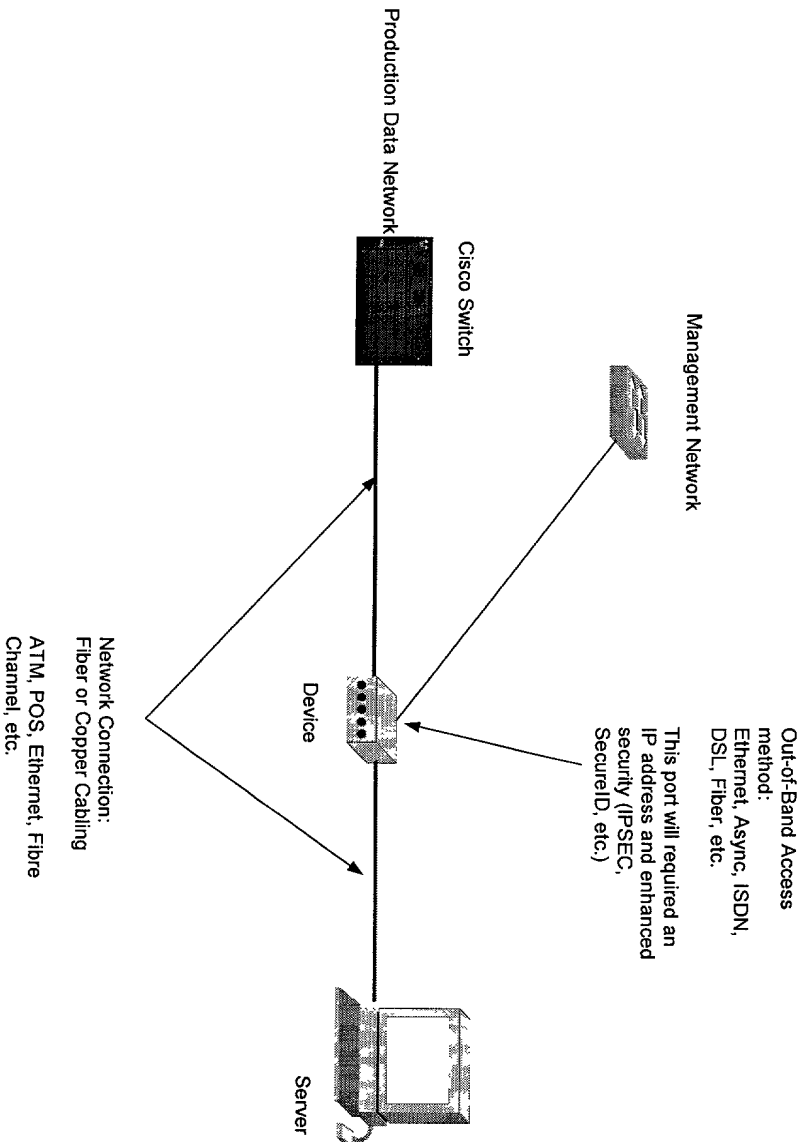 Out-of-Band Access
method:
Ethernet, Async, ISDN,
DSL, Fiber, etc.
This port will required an
IP address and enhanced
security (IPSEC,
SecureID, etc.)
Management Network
Cisco Switch
Production Data Network
Device
Server
Network Connection:
Fiber or Copper Cabling
ATM, POS, Ethernet, Fibre
Channel, etc.